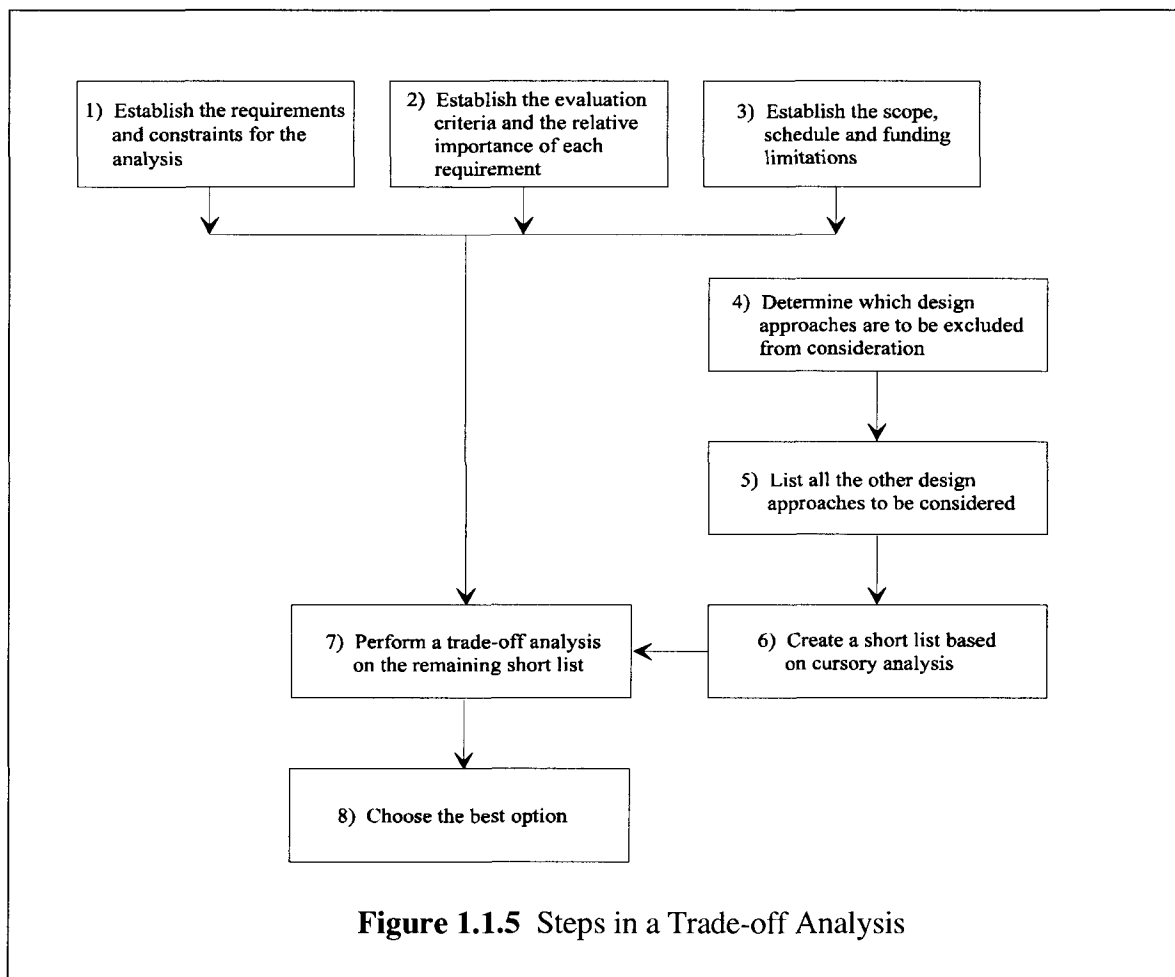 1) Establish the requirements
and constraints for the
analysis
2) Establish the evaluation
criteria and the relative
importance of each
requirement
3) Establish the scope,
schedule and funding
limitations
4) Determine which design
approaches are to be excluded
from consideration
5) List all the other design
approaches to be considered
7) Perform a trade-off analysis
on the remaining short list
6) Create a short list based
on cursory analysis
8) Choose the best option
Figure 1.1.5 Steps in a Trade-off Analysis